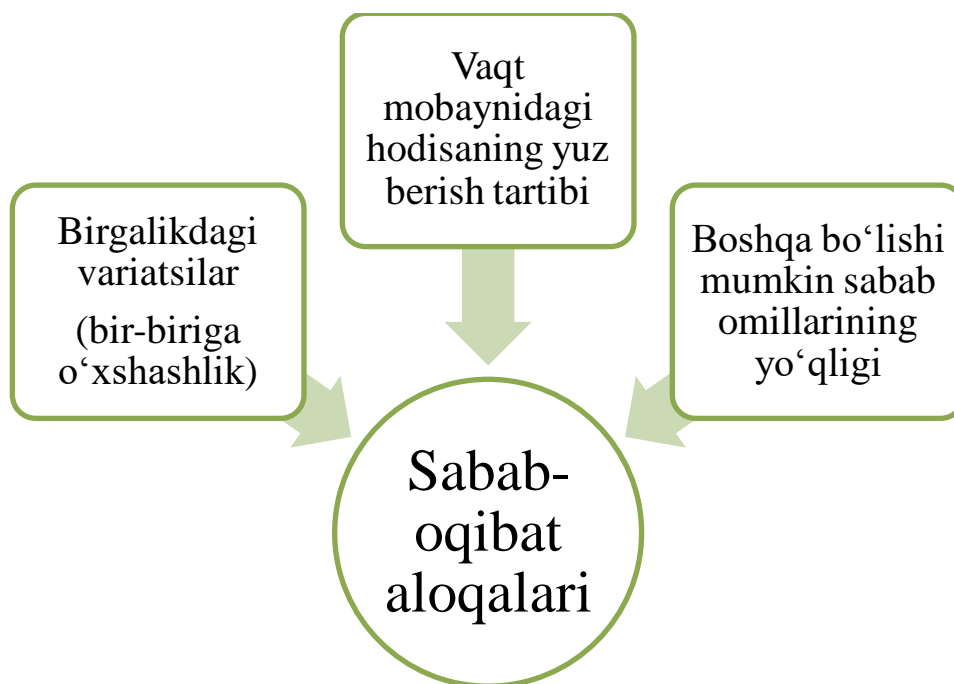 Vaqt
mobaynidagi
hodisaning yuz
berish tartibi
Birgalikdagi
variatsilar
(bir-biriga
o‘xshashlik)
Boshqa bo‘lishi
mumkin sabab
omillarining
yo‘qligi
Sabab-
oqibat
aloqalari